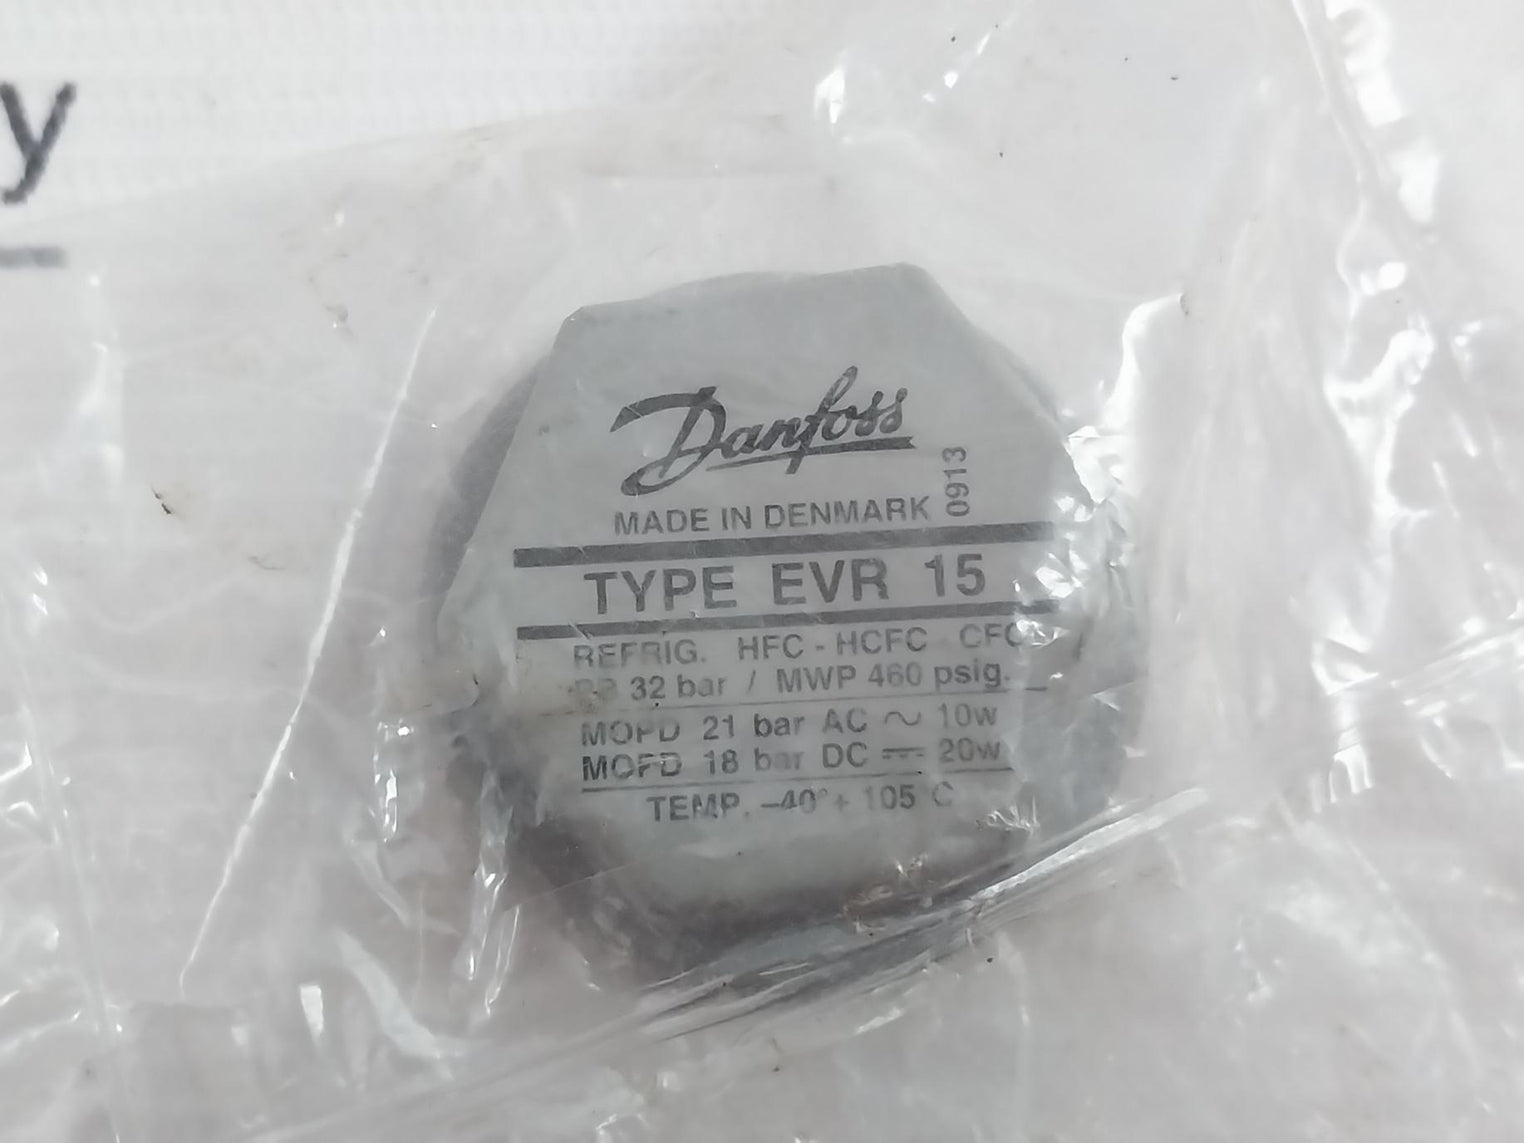 y
Danfoss
MADE IN DENMARK 0913
TYPE EVR 15
REFRIG. HFC - HCFC CFC
32 bar / MWP 460 psig.
MOPD 21 bar AC ~ 10w
MOPD 18 bar DC ⎓ 20w
TEMP. –40°+ 105°C